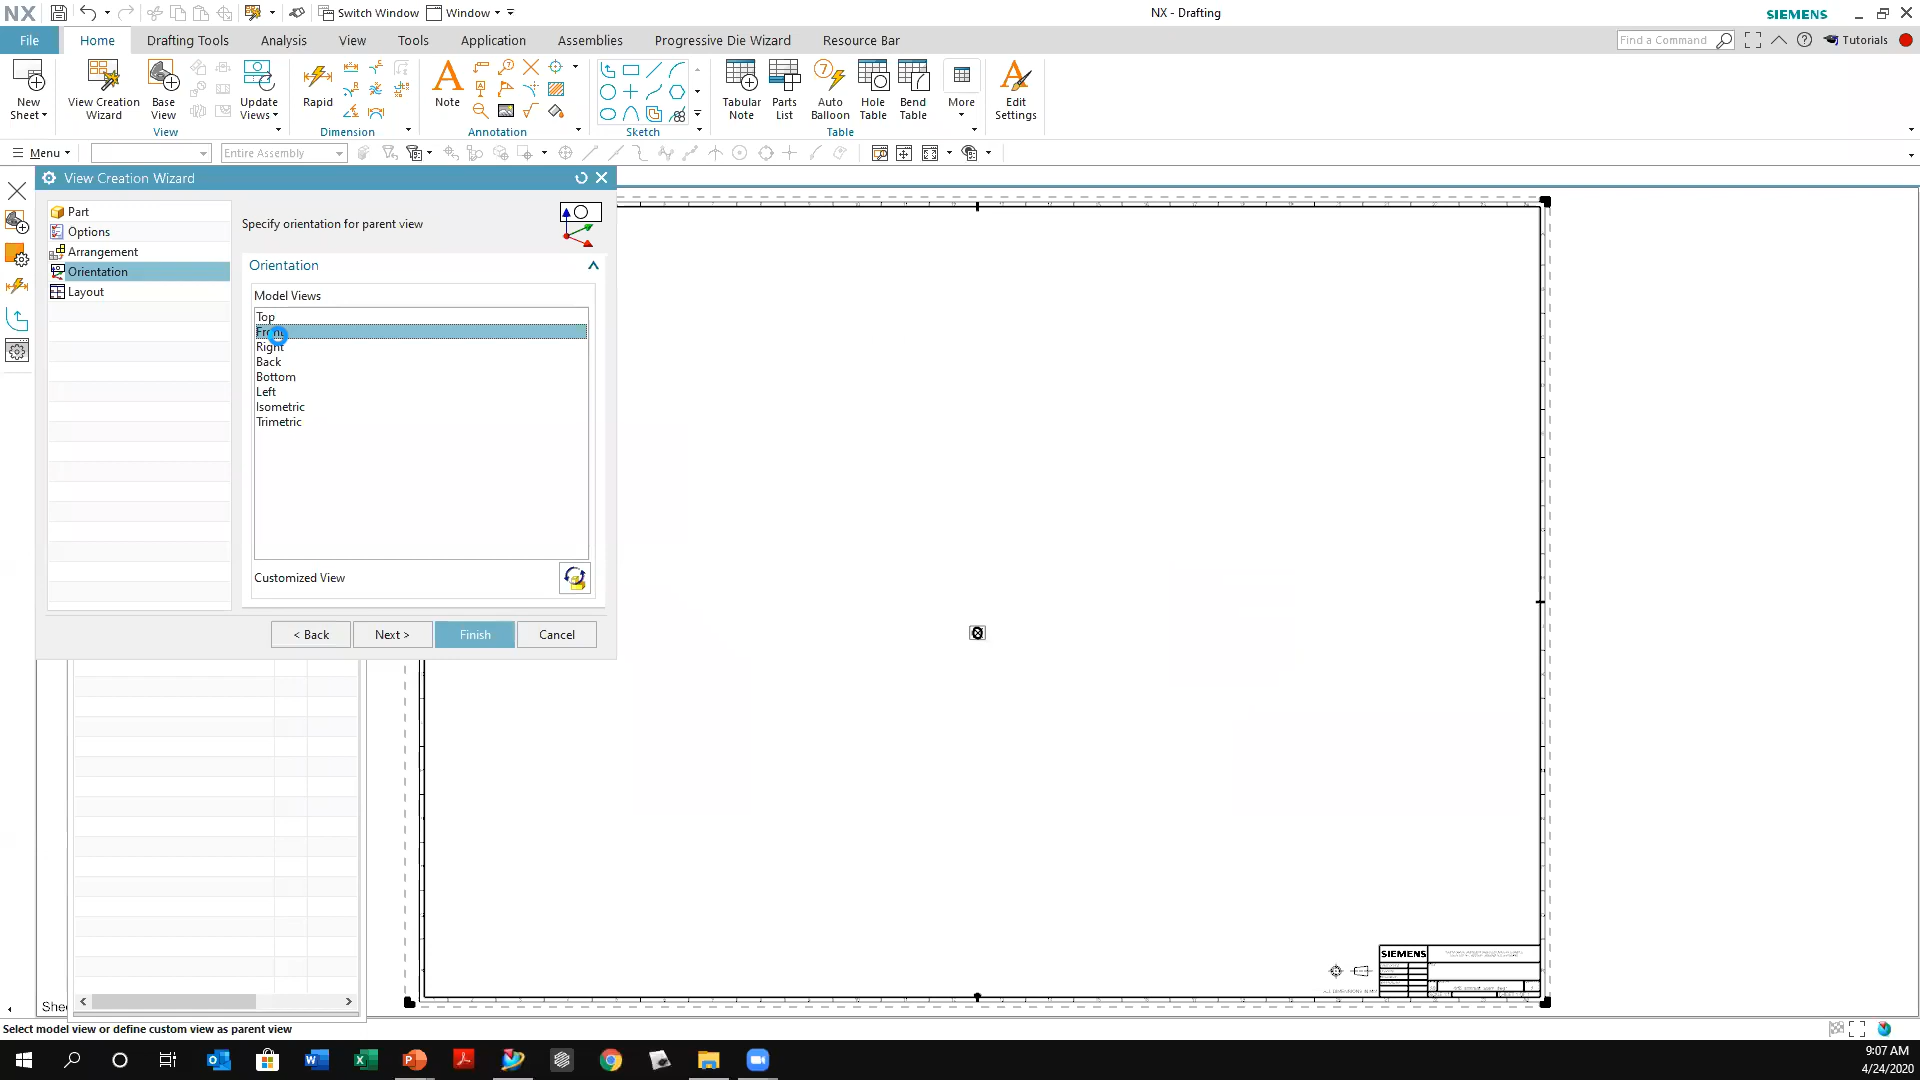 NX
Switch Window
Window
NX - Drafting
SIEMENS
File
Home
Drafting Tools
Analysis
View
Tools
Application
Assemblies
Progressive Die Wizard
Resource Bar
Find a Command
Tutorials
New Sheet
View Creation Wizard
Base View
Update Views
Rapid
Note
Tabular Note
Parts List
Auto Balloon
Hole Table
Bend Table
More
Edit Settings
View
Dimension
Annotation
Sketch
Table
Menu
Entire Assembly
View Creation Wizard
Part
Options
Arrangement
Orientation
Layout
Specify orientation for parent view
Orientation
Model Views
Top
Front
Right
Back
Bottom
Left
Isometric
Trimetric
Customized View
< Back
Next >
Finish
Cancel
SIEMENS
Shee
Select model view or define custom view as parent view
9:07 AM
4/24/2020